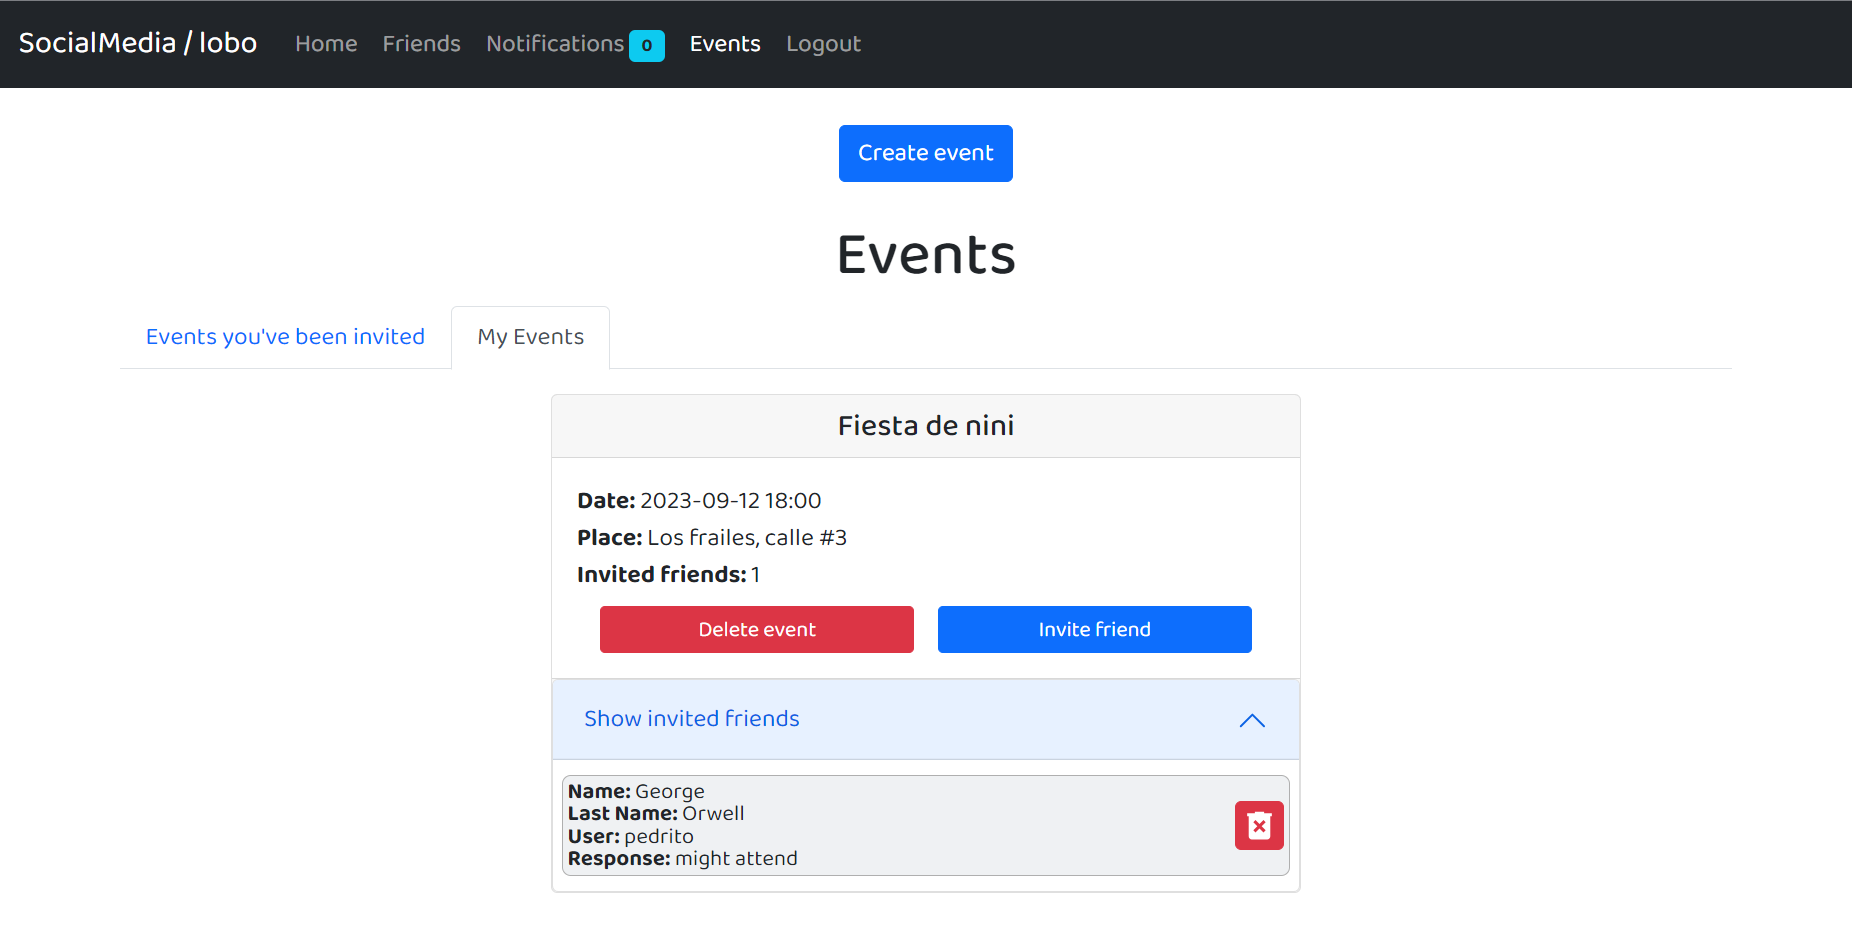 SocialMedia / lobo Home Friends Notifications 0 Events Logout
Create event
Events
Events you've been invited My Events
Fiesta de nini
Date: 2023-09-12 18:00
Place: Los frailes, calle #3
Invited friends: 1
Delete event Invite friend
Show invited friends
Name: George
Last Name: Orwell
User: pedrito
Response: might attend